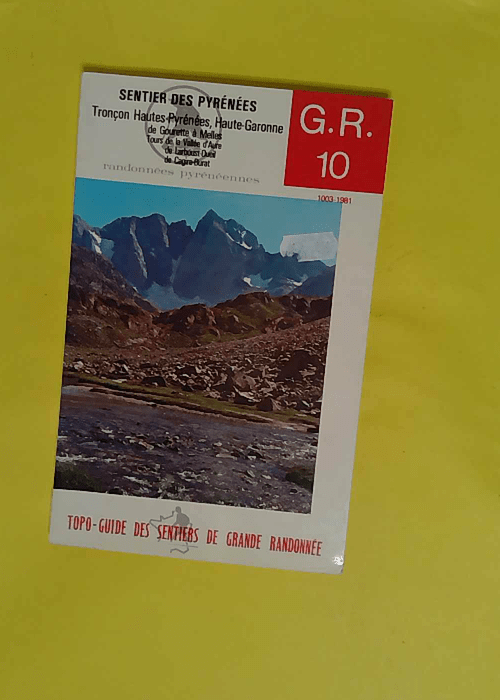 SENTIER DES PYRÉNÉES
Tronçon Hautes-Pyrénées, Haute-Garonne
de Gourette à Melles
Tours de la Vallée d'Aure
de Larboust-Oueil
de Cagire-Burat
randonnées pyrénéennes
G.R.
10
1003 1981
TOPO-GUIDE DES SENTIERS DE GRANDE RANDONNÉE